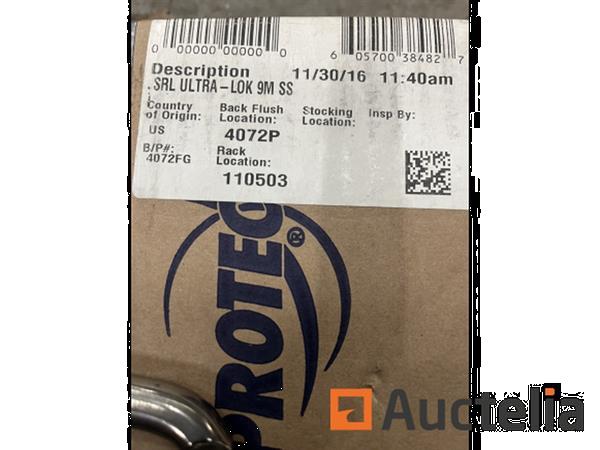 0 00000 00000 0 6 05700 38482 7
Description 11/30/16 11:40am
SRL ULTRA-LOK 9M SS
Country of Origin: Back Flush Location: Stocking Location: Insp By:
US 4072P
B/P#: Rack Location:
4072FG 110503
PROTEC
®
Auctelia